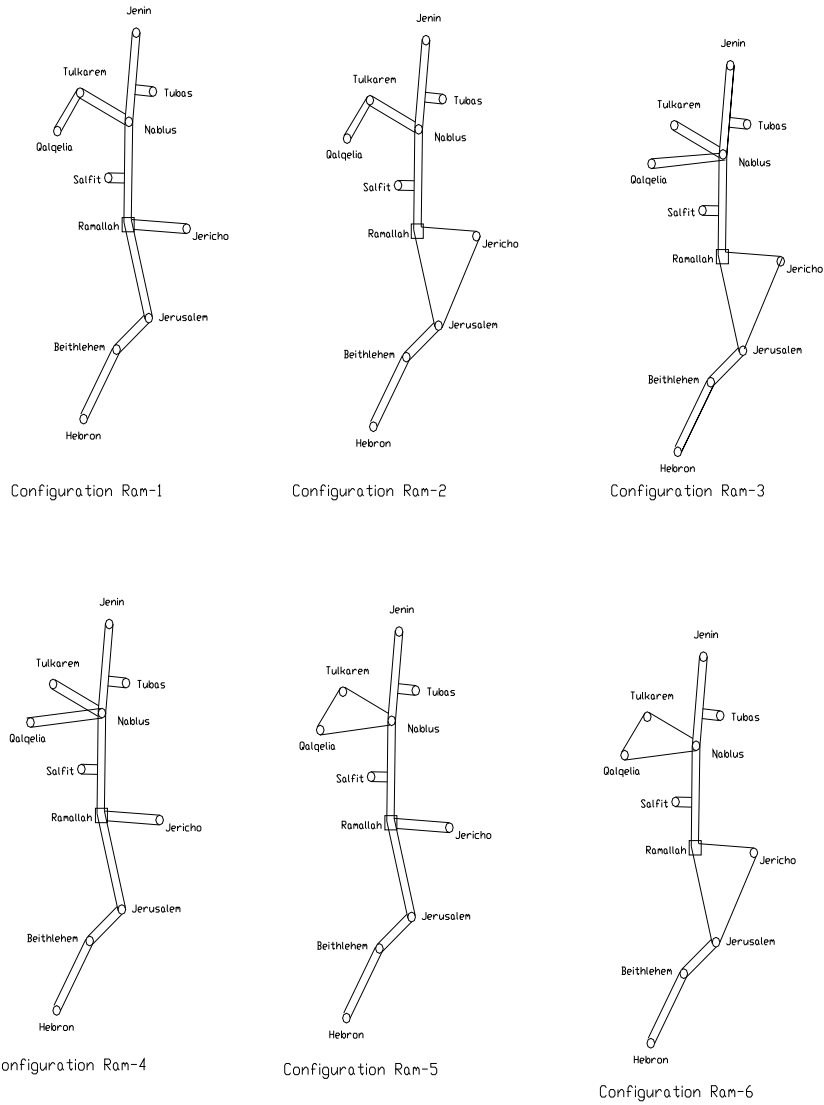 Jenin
Tulkarem
Tubas
Nablus
Qalqelia
Salfit
Ramallah
Jericho
Jerusalem
Beithlehem
Hebron
Configuration Ram-1
Jenin
Tulkarem
Tubas
Nablus
Qalqelia
Salfit
Ramallah
Jericho
Jerusalem
Beithlehem
Hebron
Configuration Ram-2
Jenin
Tulkarem
Tubas
Nablus
Qalqelia
Salfit
Ramallah
Jericho
Jerusalem
Beithlehem
Hebron
Configuration Ram-3
Jenin
Tulkarem
Tubas
Nablus
Qalqelia
Salfit
Ramallah
Jericho
Jerusalem
Beithlehem
Hebron
onfiguration Ram-4
Jenin
Tulkarem
Tubas
Nablus
Qalqelia
Salfit
Ramallah
Jericho
Jerusalem
Beithlehem
Hebron
Configuration Ram-5
Jenin
Tulkarem
Tubas
Nablus
Qalqelia
Salfit
Ramallah
Jericho
Jerusalem
Beithlehem
Hebron
Configuration Ram-6